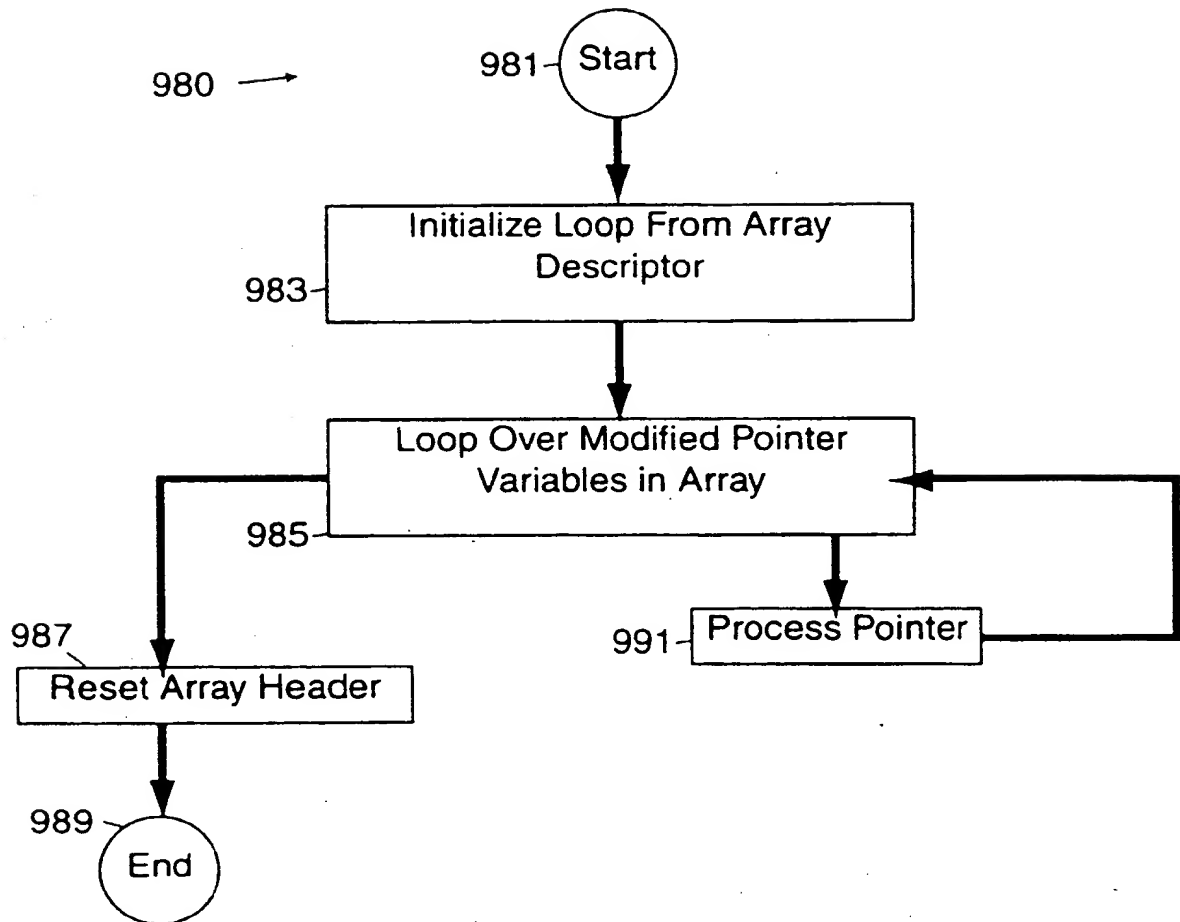 980
981
Start
Initialize Loop From Array
Descriptor
983
Loop Over Modified Pointer
Variables in Array
985
987
991
Process Pointer
Reset Array Header
989
End